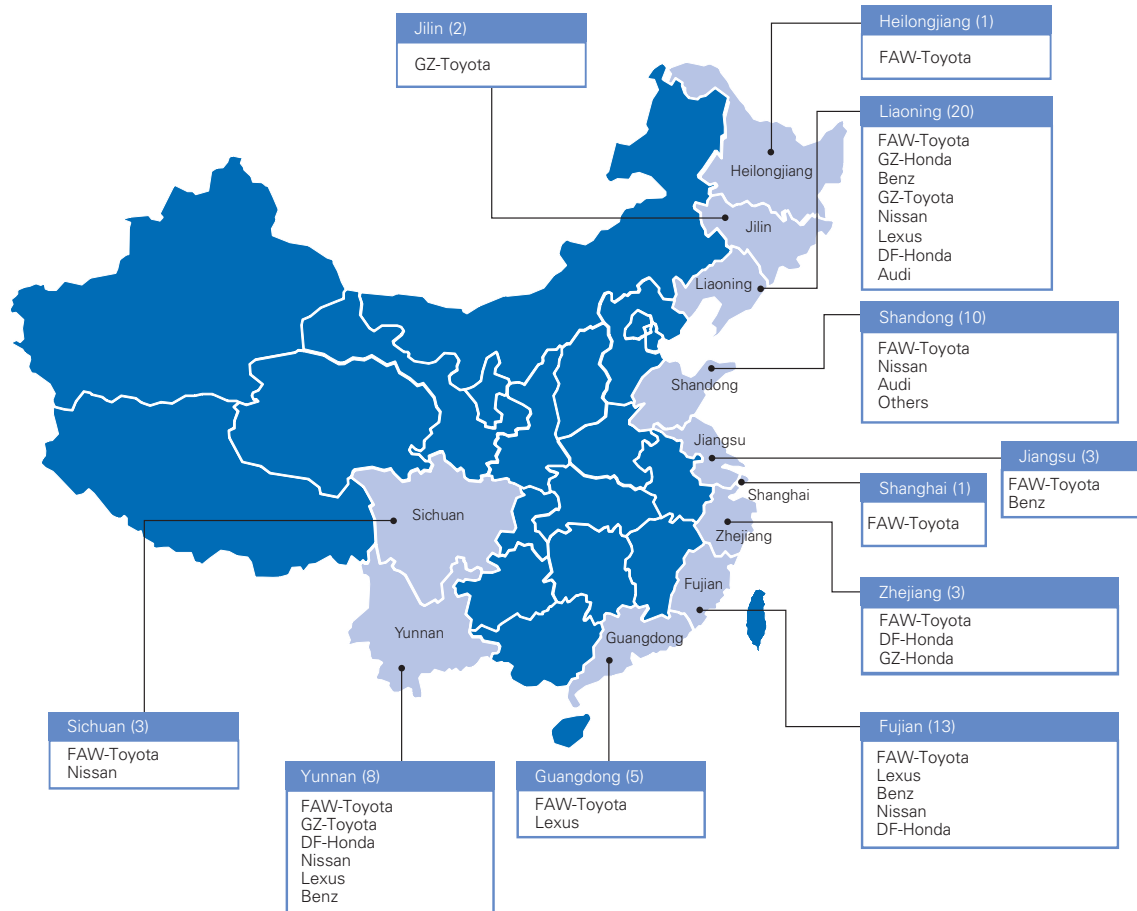 Jilin (2)
GZ-Toyota
Heilongjiang (1)
FAW-Toyota
Liaoning (20)
FAW-Toyota
GZ-Honda
Benz
GZ-Toyota
Nissan
Lexus
DF-Honda
Audi
Shandong (10)
FAW-Toyota
Nissan
Audi
Others
Jiangsu (3)
FAW-Toyota
Benz
Shanghai (1)
FAW-Toyota
Zhejiang (3)
FAW-Toyota
DF-Honda
GZ-Honda
Fujian (13)
FAW-Toyota
Lexus
Benz
Nissan
DF-Honda
Guangdong (5)
FAW-Toyota
Lexus
Yunnan (8)
FAW-Toyota
GZ-Toyota
DF-Honda
Nissan
Lexus
Benz
Sichuan (3)
FAW-Toyota
Nissan
Heilongjiang
Jilin
Liaoning
Shandong
Jiangsu
Shanghai
Zhejiang
Fujian
Guangdong
Yunnan
Sichuan